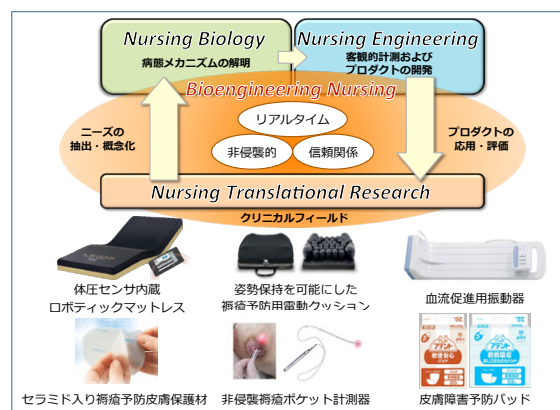 Nursing Biology
病態メカニズムの解明
Nursing Engineering
客観的計測および
プロダクトの開発
Bioengineering Nursing
リアルタイム
非侵襲的
信頼関係
ニーズの
抽出・概念化
プロダクトの
応用・評価
Nursing Translational Research
クリニカルフィールド
体圧センサ内蔵
ロボティックマットレス
姿勢保持を可能にした
褥瘡予防用電動クッション
血流促進用振動器
セラミド入り褥瘡予防皮膚保護材
非侵襲褥瘡ポケット計測器
皮膚障害予防パッド
アテント
アテント